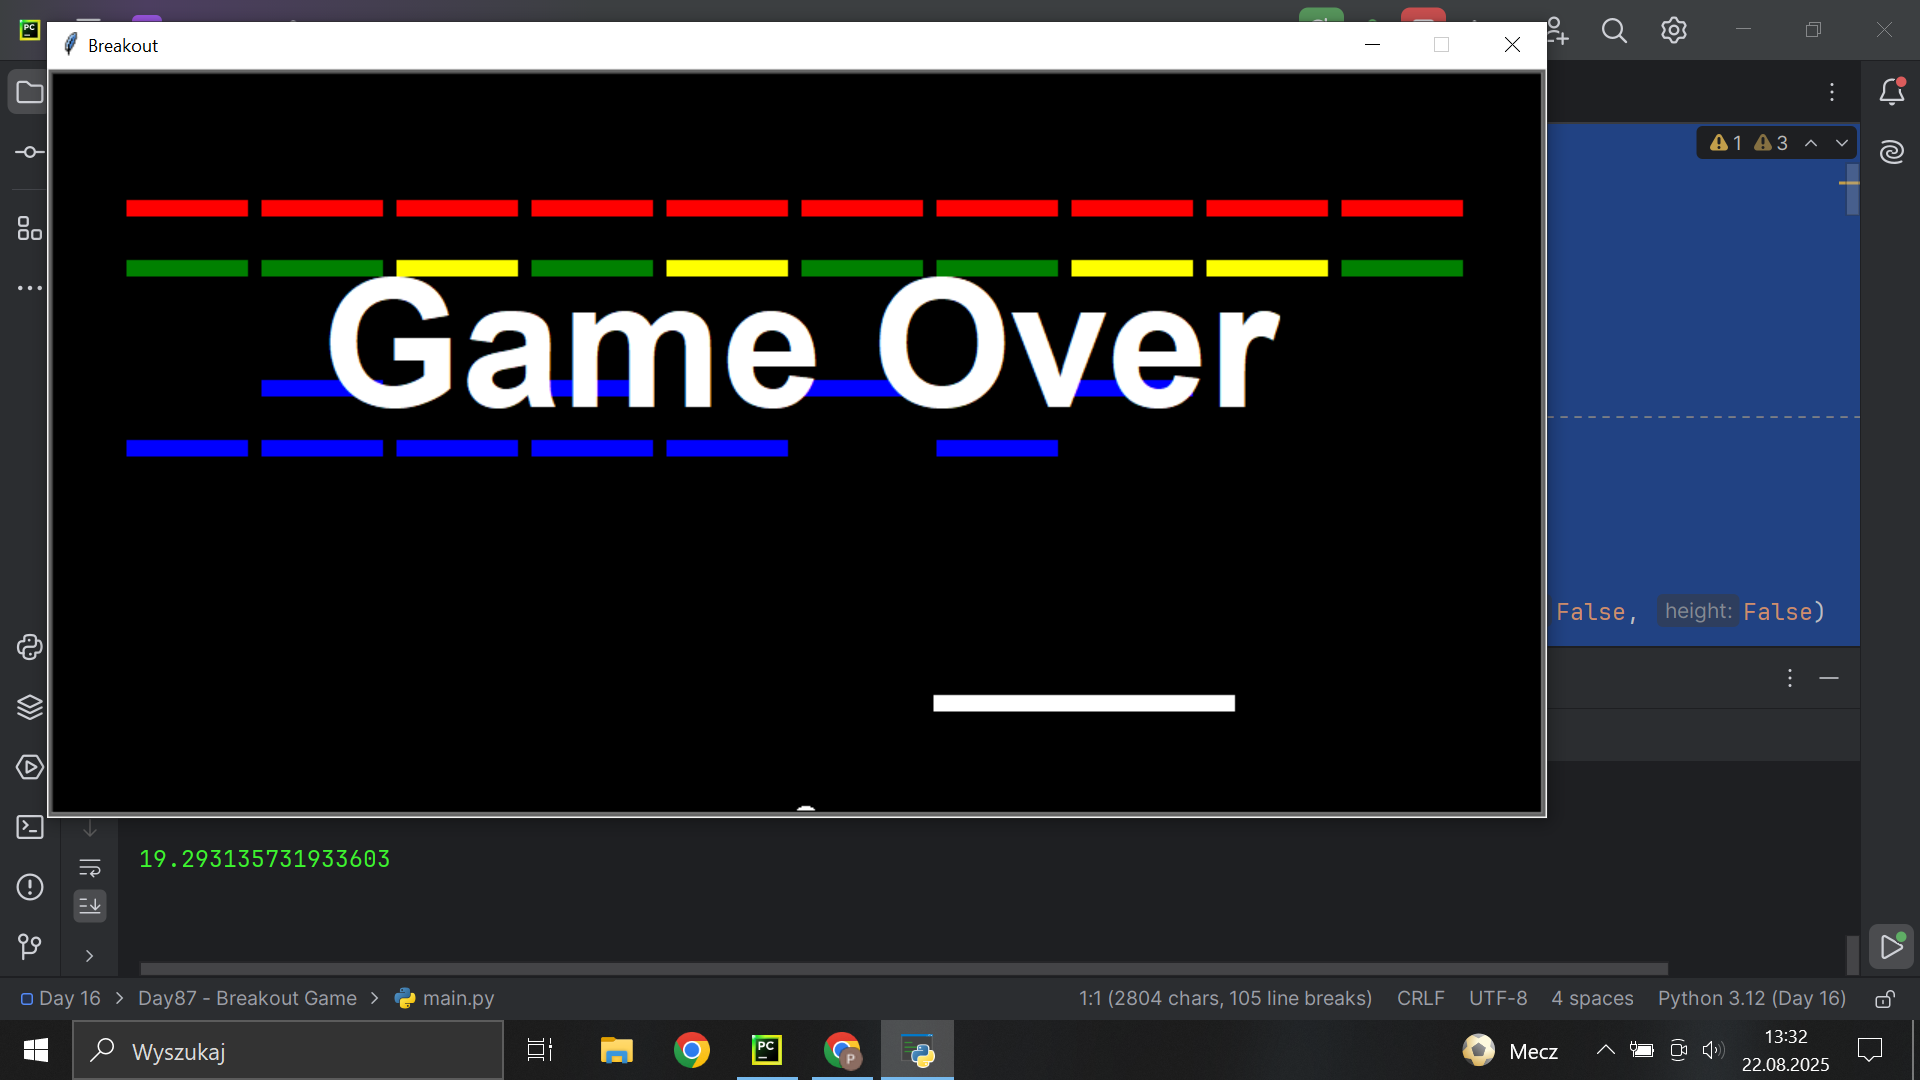 PC
Breakout
1
3
Game Over
False, height: False)
19.293135731933603
Day 16 > Day87 - Breakout Game > main.py
1:1 (2804 chars, 105 line breaks)
CRLF
UTF-8
4 spaces
Python 3.12 (Day 16)
Wyszukaj
PC
P
Mecz
13:32
22.08.2025